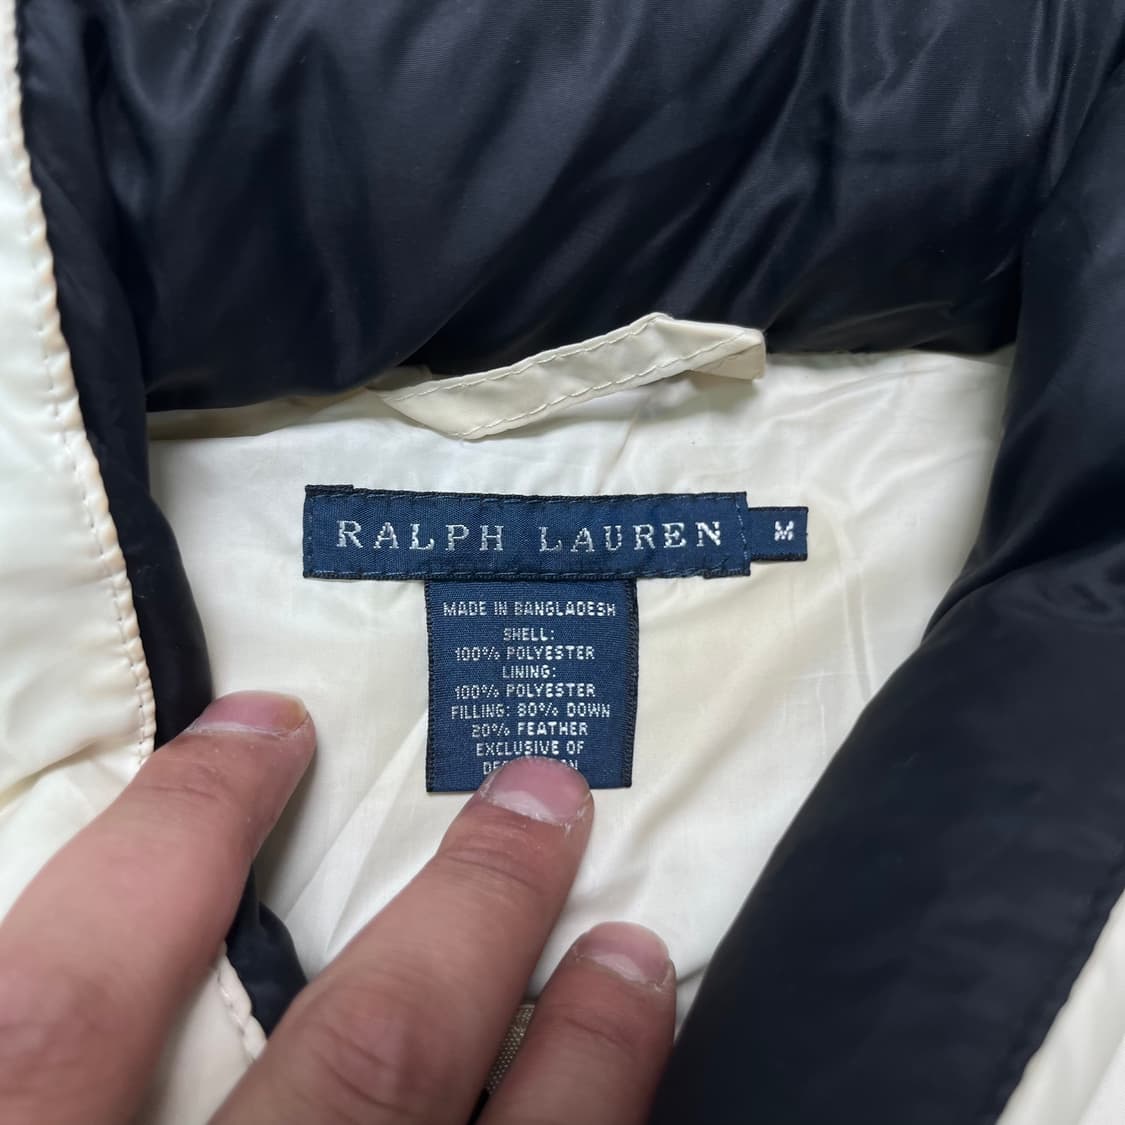 RALPH LAUREN M
MADE IN BANGLADESH
SHELL:
100% POLYESTER
LINING:
100% POLYESTER
FILLING: 80% DOWN
20% FEATHER
EXCLUSIVE OF